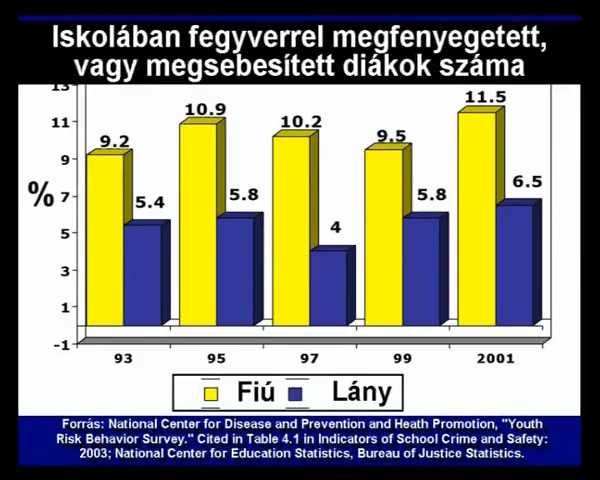 Iskolában fegyverrel megfenyegetett,
vagy megsebesített diákok száma
13
11
9
7
5
3
1
-1
%
9.2
5.4
10.9
5.8
10.2
4
9.5
5.8
11.5
6.5
93 95 97 99 2001
Fiú Lány
Forrás: National Center for Disease and Prevention and Heath Promotion, "Youth
Risk Behavior Survey." Cited in Table 4.1 in Indicators of School Crime and Safety:
2003; National Center for Education Statistics, Bureau of Justice Statistics.